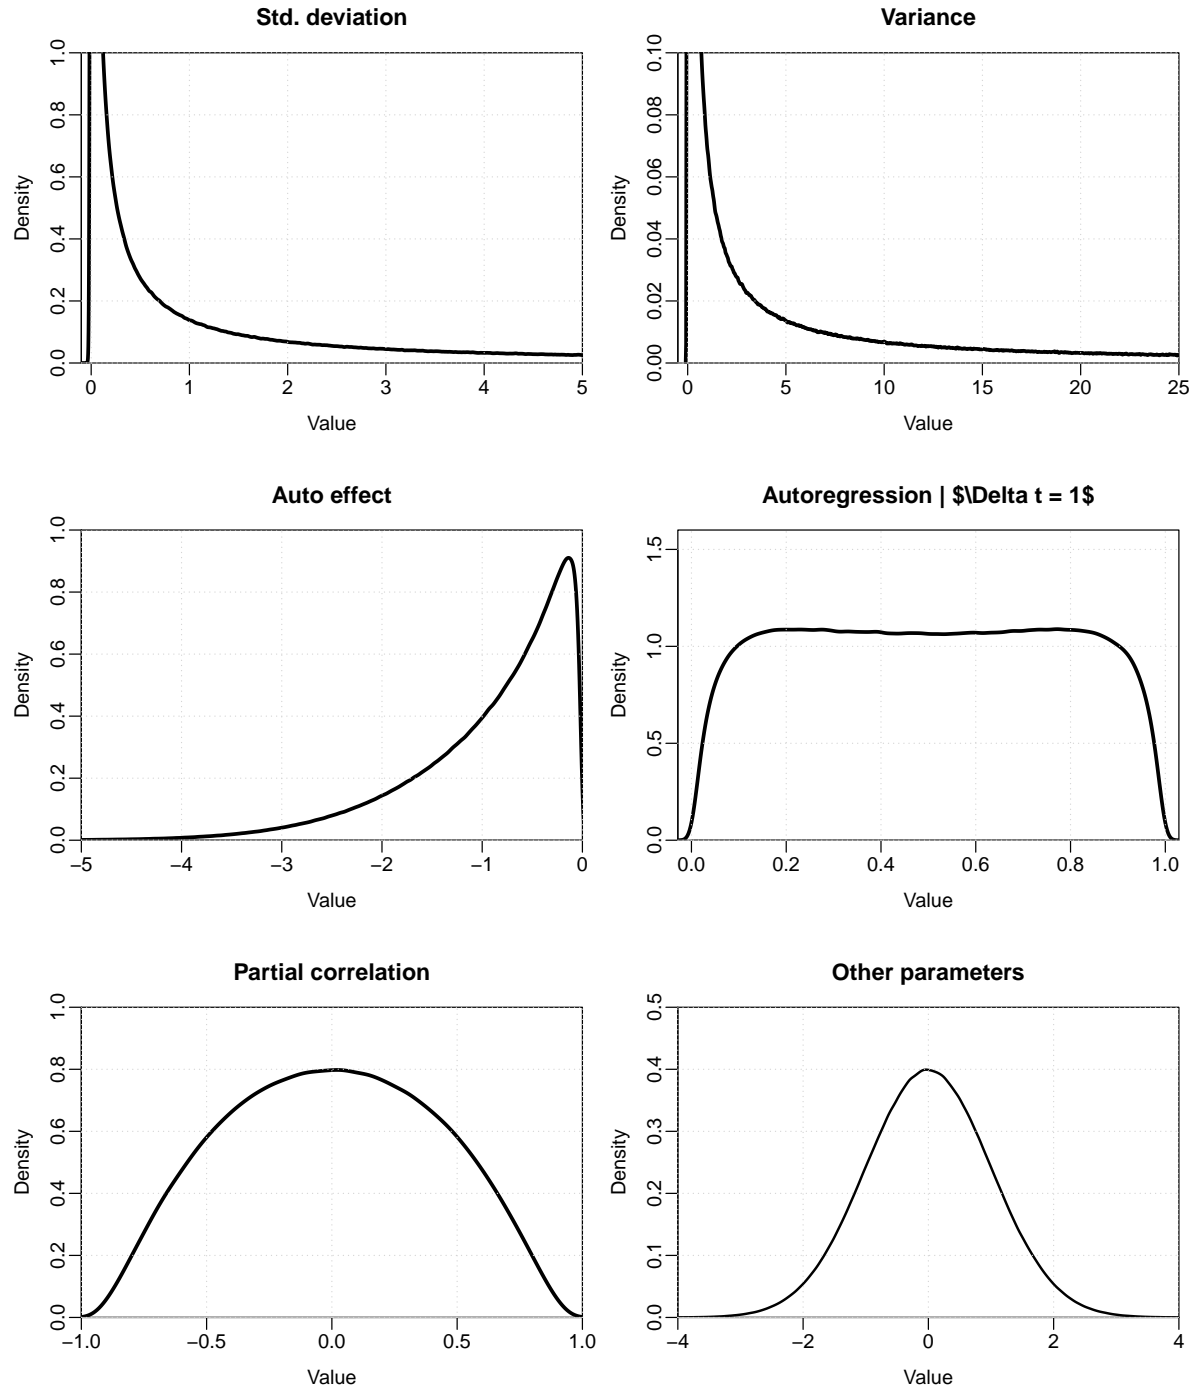 Std. deviation
Density
0.0 0.2 0.4 0.6 0.8 1.0
0 1 2 3 4 5
Value
Variance
Density
0.00 0.02 0.04 0.06 0.08 0.10
0 5 10 15 20 25
Value
Auto effect
Density
0.0 0.2 0.4 0.6 0.8 1.0
−5 −4 −3 −2 −1 0
Value
Autoregression | $\Delta t = 1$
Density
0.0 0.5 1.0 1.5
0.0 0.2 0.4 0.6 0.8 1.0
Value
Partial correlation
Density
0.0 0.2 0.4 0.6 0.8 1.0
−1.0 −0.5 0.0 0.5 1.0
Value
Other parameters
Density
0.0 0.1 0.2 0.3 0.4 0.5
−4 −2 0 2 4
Value